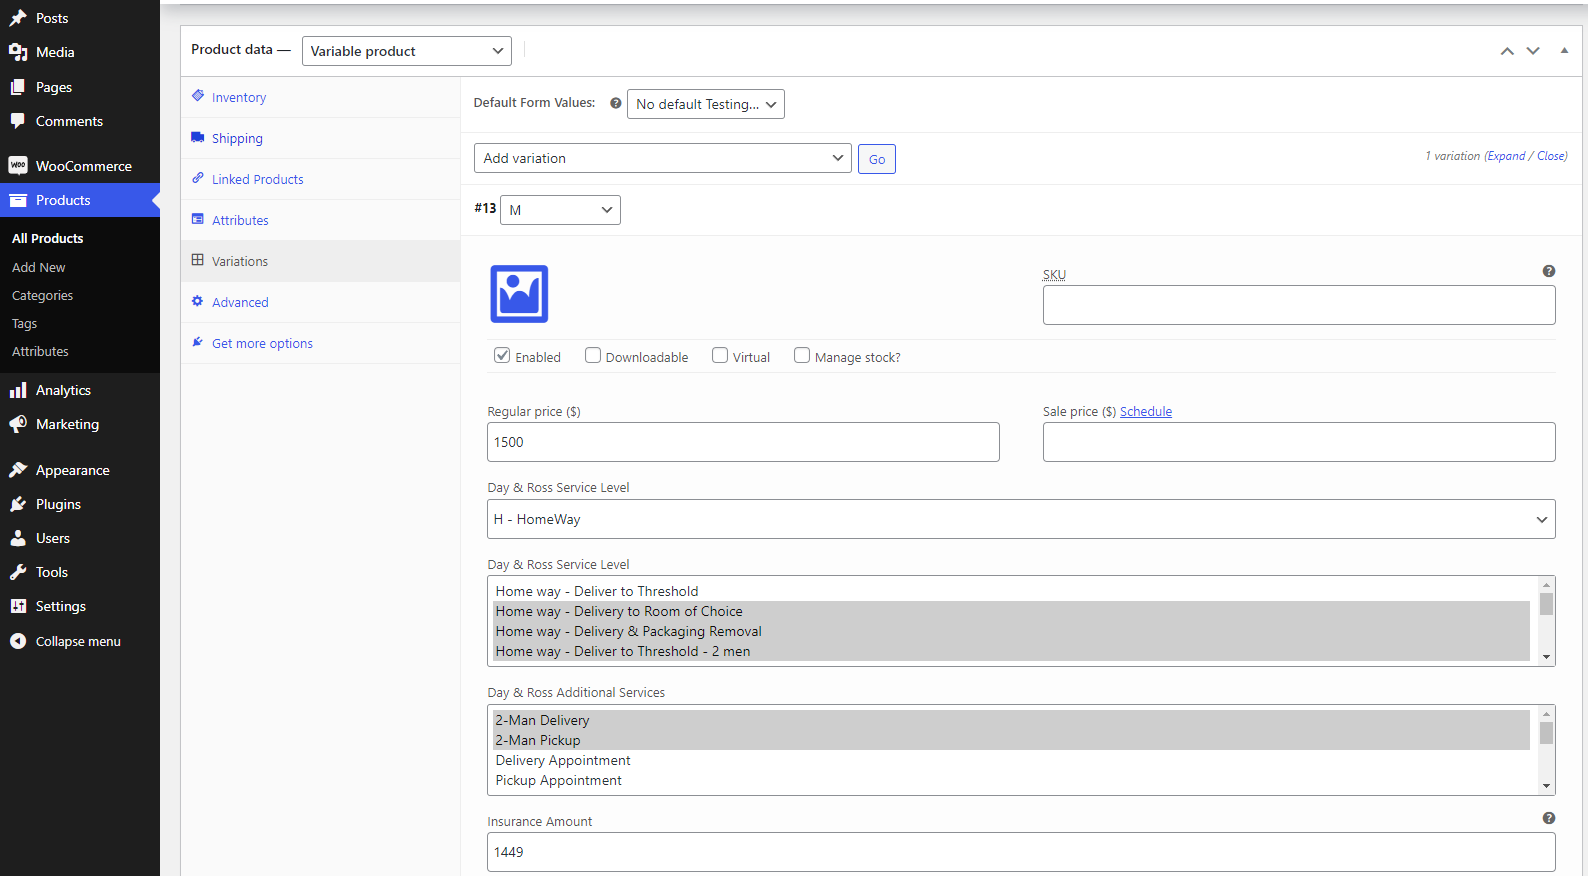 Posts
Media
Pages
Comments
WooCommerce
Products
All Products
Add New
Categories
Tags
Attributes
Analytics
Marketing
Appearance
Plugins
Users
Tools
Settings
Collapse menu
Product data — Variable product
Inventory
Shipping
Linked Products
Attributes
Variations
Advanced
Get more options
Default Form Values: ? No default Testing...
Add variation Go 1 variation (Expand / Close)
#13 M
SKU ?
Enabled Downloadable Virtual Manage stock?
Regular price ($) Sale price ($) Schedule
1500
Day & Ross Service Level
H - HomeWay
Day & Ross Service Level
Home way - Deliver to Threshold
Home way - Delivery to Room of Choice
Home way - Delivery & Packaging Removal
Home way - Deliver to Threshold - 2 men
Day & Ross Additional Services
2-Man Delivery
2-Man Pickup
Delivery Appointment
Pickup Appointment
Insurance Amount ?
1449